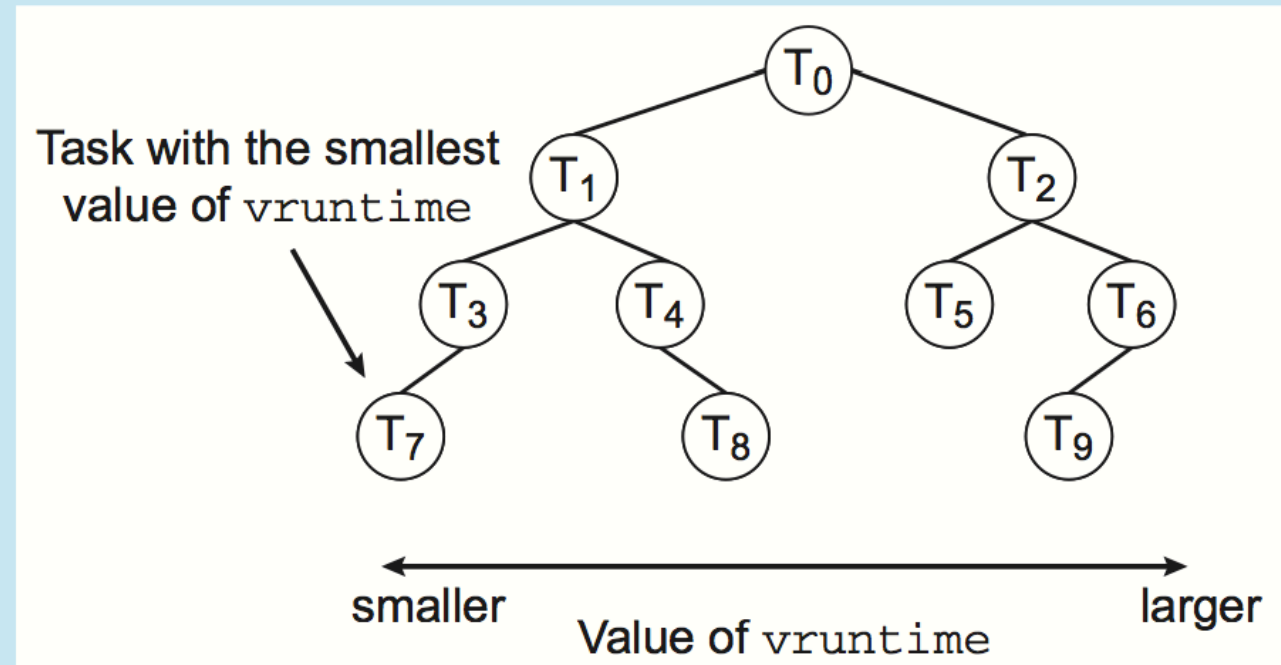 T0
Task with the smallest
value of vruntime
T1
T2
T3
T4
T5
T6
T7
T8
T9
smaller
larger
Value of vruntime